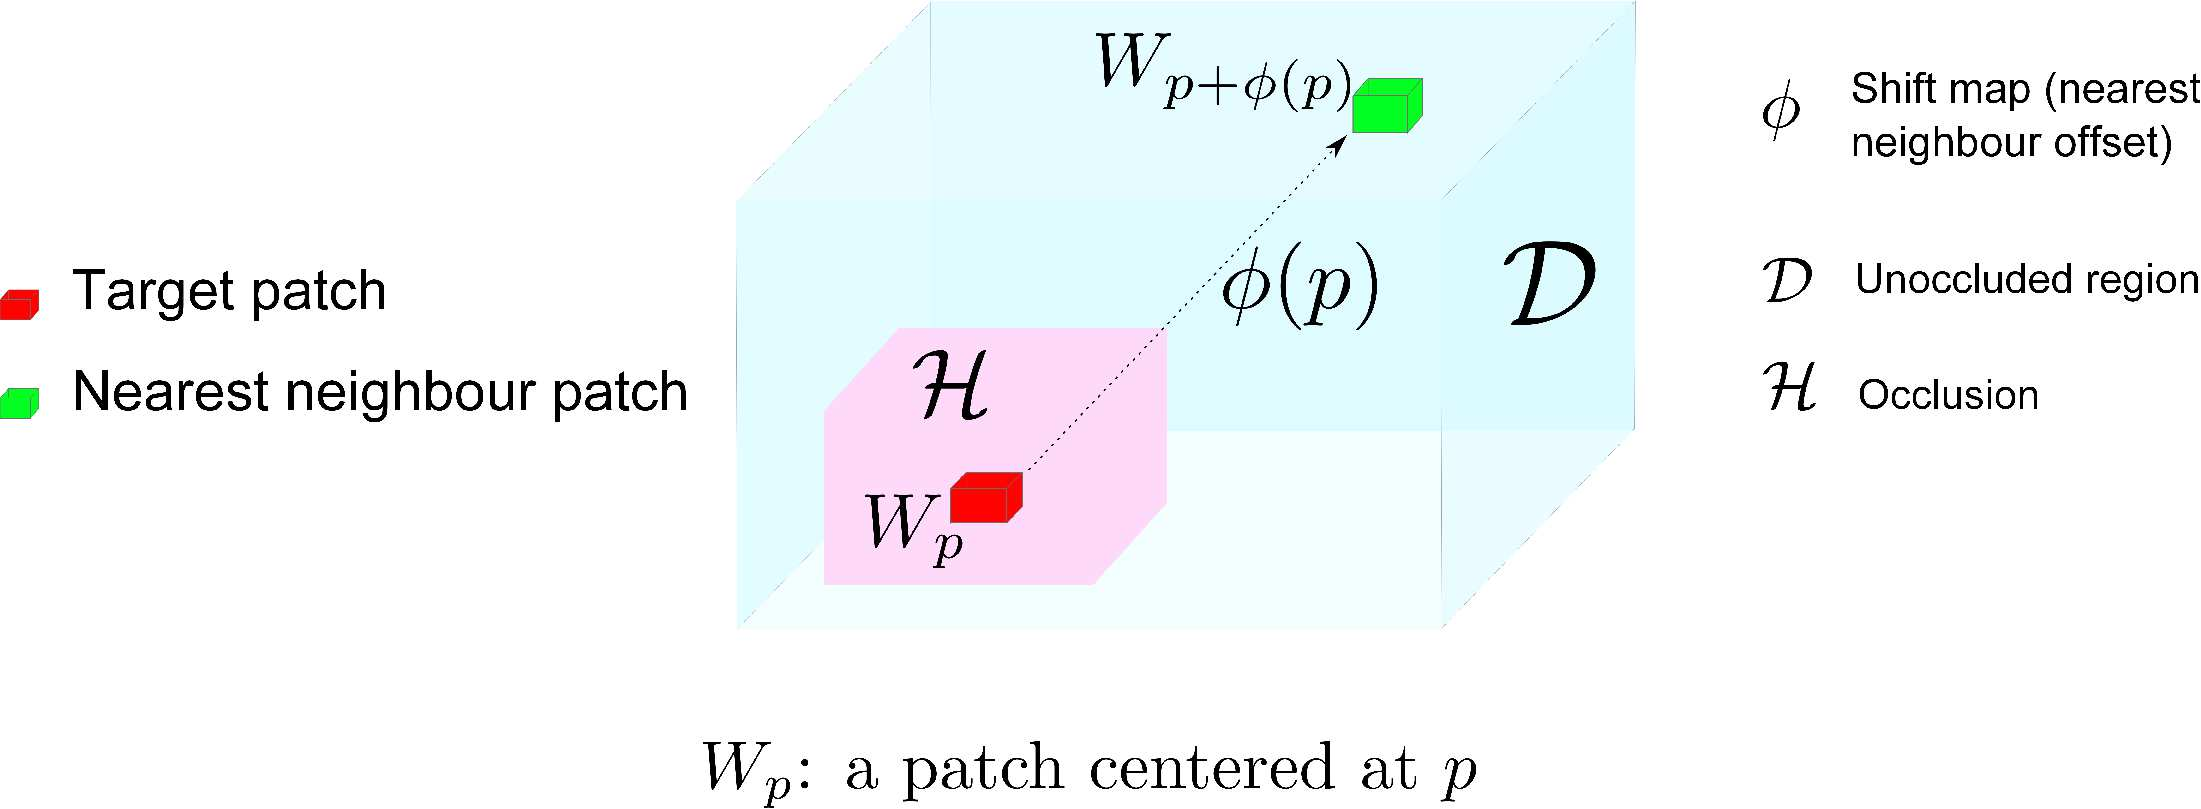 W_{p+ϕ(p)}
ϕ Shift map (nearest
neighbour offset)
ϕ(p)
𝒟
𝒟 Unoccluded region
Target patch
Nearest neighbour patch
ℋ
ℋ Occlusion
W_p
W_p: a patch centered at p